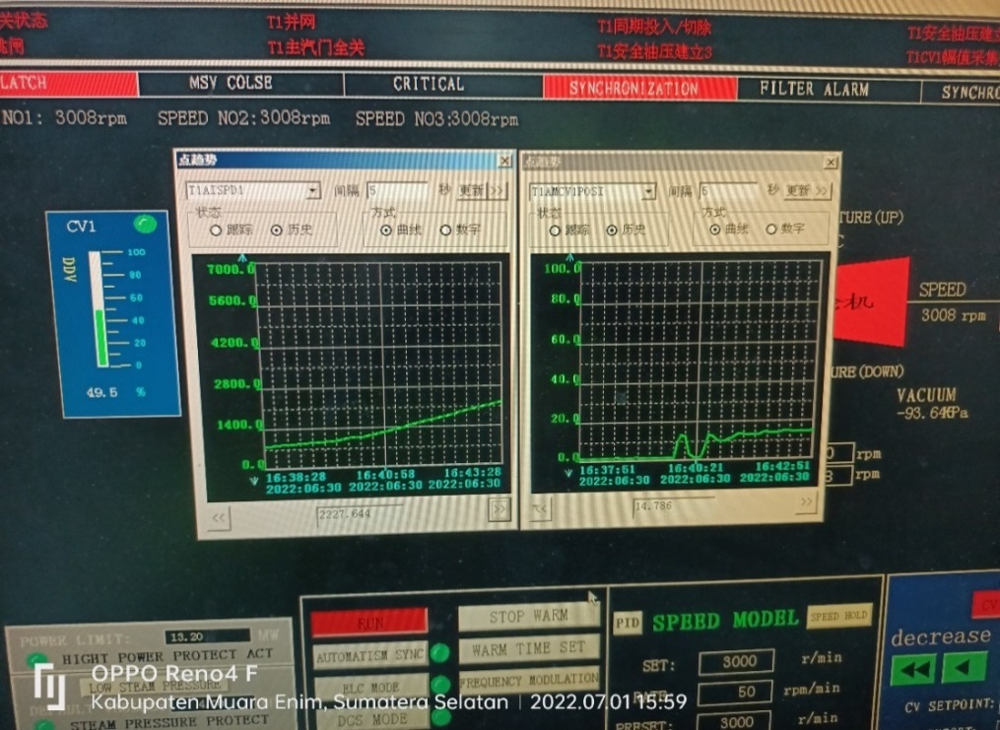 关状态 T1并网 T1同期投入/切除 T1安全油压建立
跳闸 T1主汽门全关 T1安全油压建立3 T1CV1幅值采集
LATCH MSV COLSE CRITICAL SYNCHRONIZATION FILTER ALARM SYNCHRO
NO1: 3008rpm SPEED NO2:3008rpm SPEED NO3:3008rpm
点趋势
T1AISPD1 间隔 5 秒 更新 >>
状态 方式
跟踪 历史 曲线 数字
7000.0
5600.0
4200.0
2800.0
1400.0
0.0
16:38:28 16:40:58 16:43:28
2022:06:30 2022:06:30 2022:06:30
<< 2227.644 >>
点趋势
T1AMCV1POSI 间隔 5 秒 更新 >>
状态 方式
跟踪 历史 曲线 数字
100.0
80.0
60.0
40.0
20.0
0.0
16:37:51 16:40:21 16:42:51
2022:06:30 2022:06:30 2022:06:30
<< 14.786 >>
CV1
DDV
100
80
60
40
20
0
49.5 %
TURE(UP)
C
机
SPEED
3008 rpm
URE(DOWN)
VACUUM
-93.646Pa
0 rpm
8 rpm
POWER LIMIT: 13.20 MW
HIGHT POWER PROTECT ACT
LOW STEAM PRESSURE
STEAM PRESSURE PROTECT
RUN STOP WARM
AUTOMATISM SYNC WARM TIME SET
ELC MODE FREQUENCY MODULATION
DCS MODE
PID SPEED MODEL SPEED HOLD
SET: 3000 r/min
RATE: 50 rpm/min
PRESET: 3000 r/min
CV
decrease
CV SETPOINT:
OPPO Reno4 F
Kabupaten Muara Enim, Sumatera Selatan | 2022.07.01 15:59